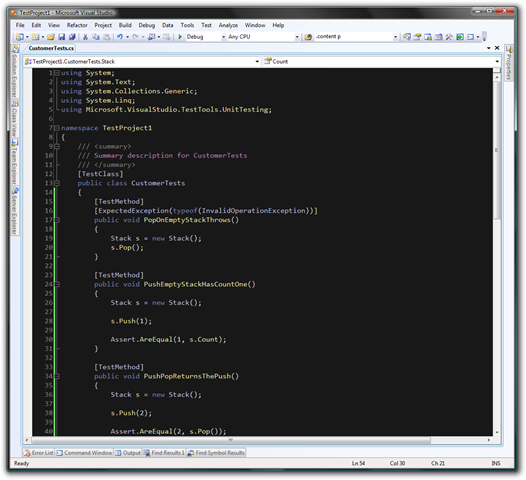 TestProject1 - Microsoft Visual Studio
File Edit View Refactor Project Build Debug Data Tools Test Analyze Window Help
Debug Any CPU .content p
CustomerTests.cs
TestProject1.CustomerTests.Stack Count
Solution Explorer
Class View
Team Explorer
Server Explorer
Properties
1 using System;
2 using System.Text;
3 using System.Collections.Generic;
4 using System.Linq;
5 using Microsoft.VisualStudio.TestTools.UnitTesting;
6
7 namespace TestProject1
8 {
9 /// <summary>
10 /// Summary description for CustomerTests
11 /// </summary>
12 [TestClass]
13 public class CustomerTests
14 {
15 [TestMethod]
16 [ExpectedException(typeof(InvalidOperationException))]
17 public void PopOnEmptyStackThrows()
18 {
19 Stack s = new Stack();
20 s.Pop();
21 }
22
23 [TestMethod]
24 public void PushEmptyStackHasCountOne()
25 {
26 Stack s = new Stack();
27
28 s.Push(1);
29
30 Assert.AreEqual(1, s.Count);
31 }
32
33 [TestMethod]
34 public void PushPopReturnsThePush()
35 {
36 Stack s = new Stack();
37
38 s.Push(2);
39
40 Assert.AreEqual(2, s.Pop());
Error List Command Window Output Find Results 1 Find Symbol Results
Ready Ln 54 Col 30 Ch 21 INS